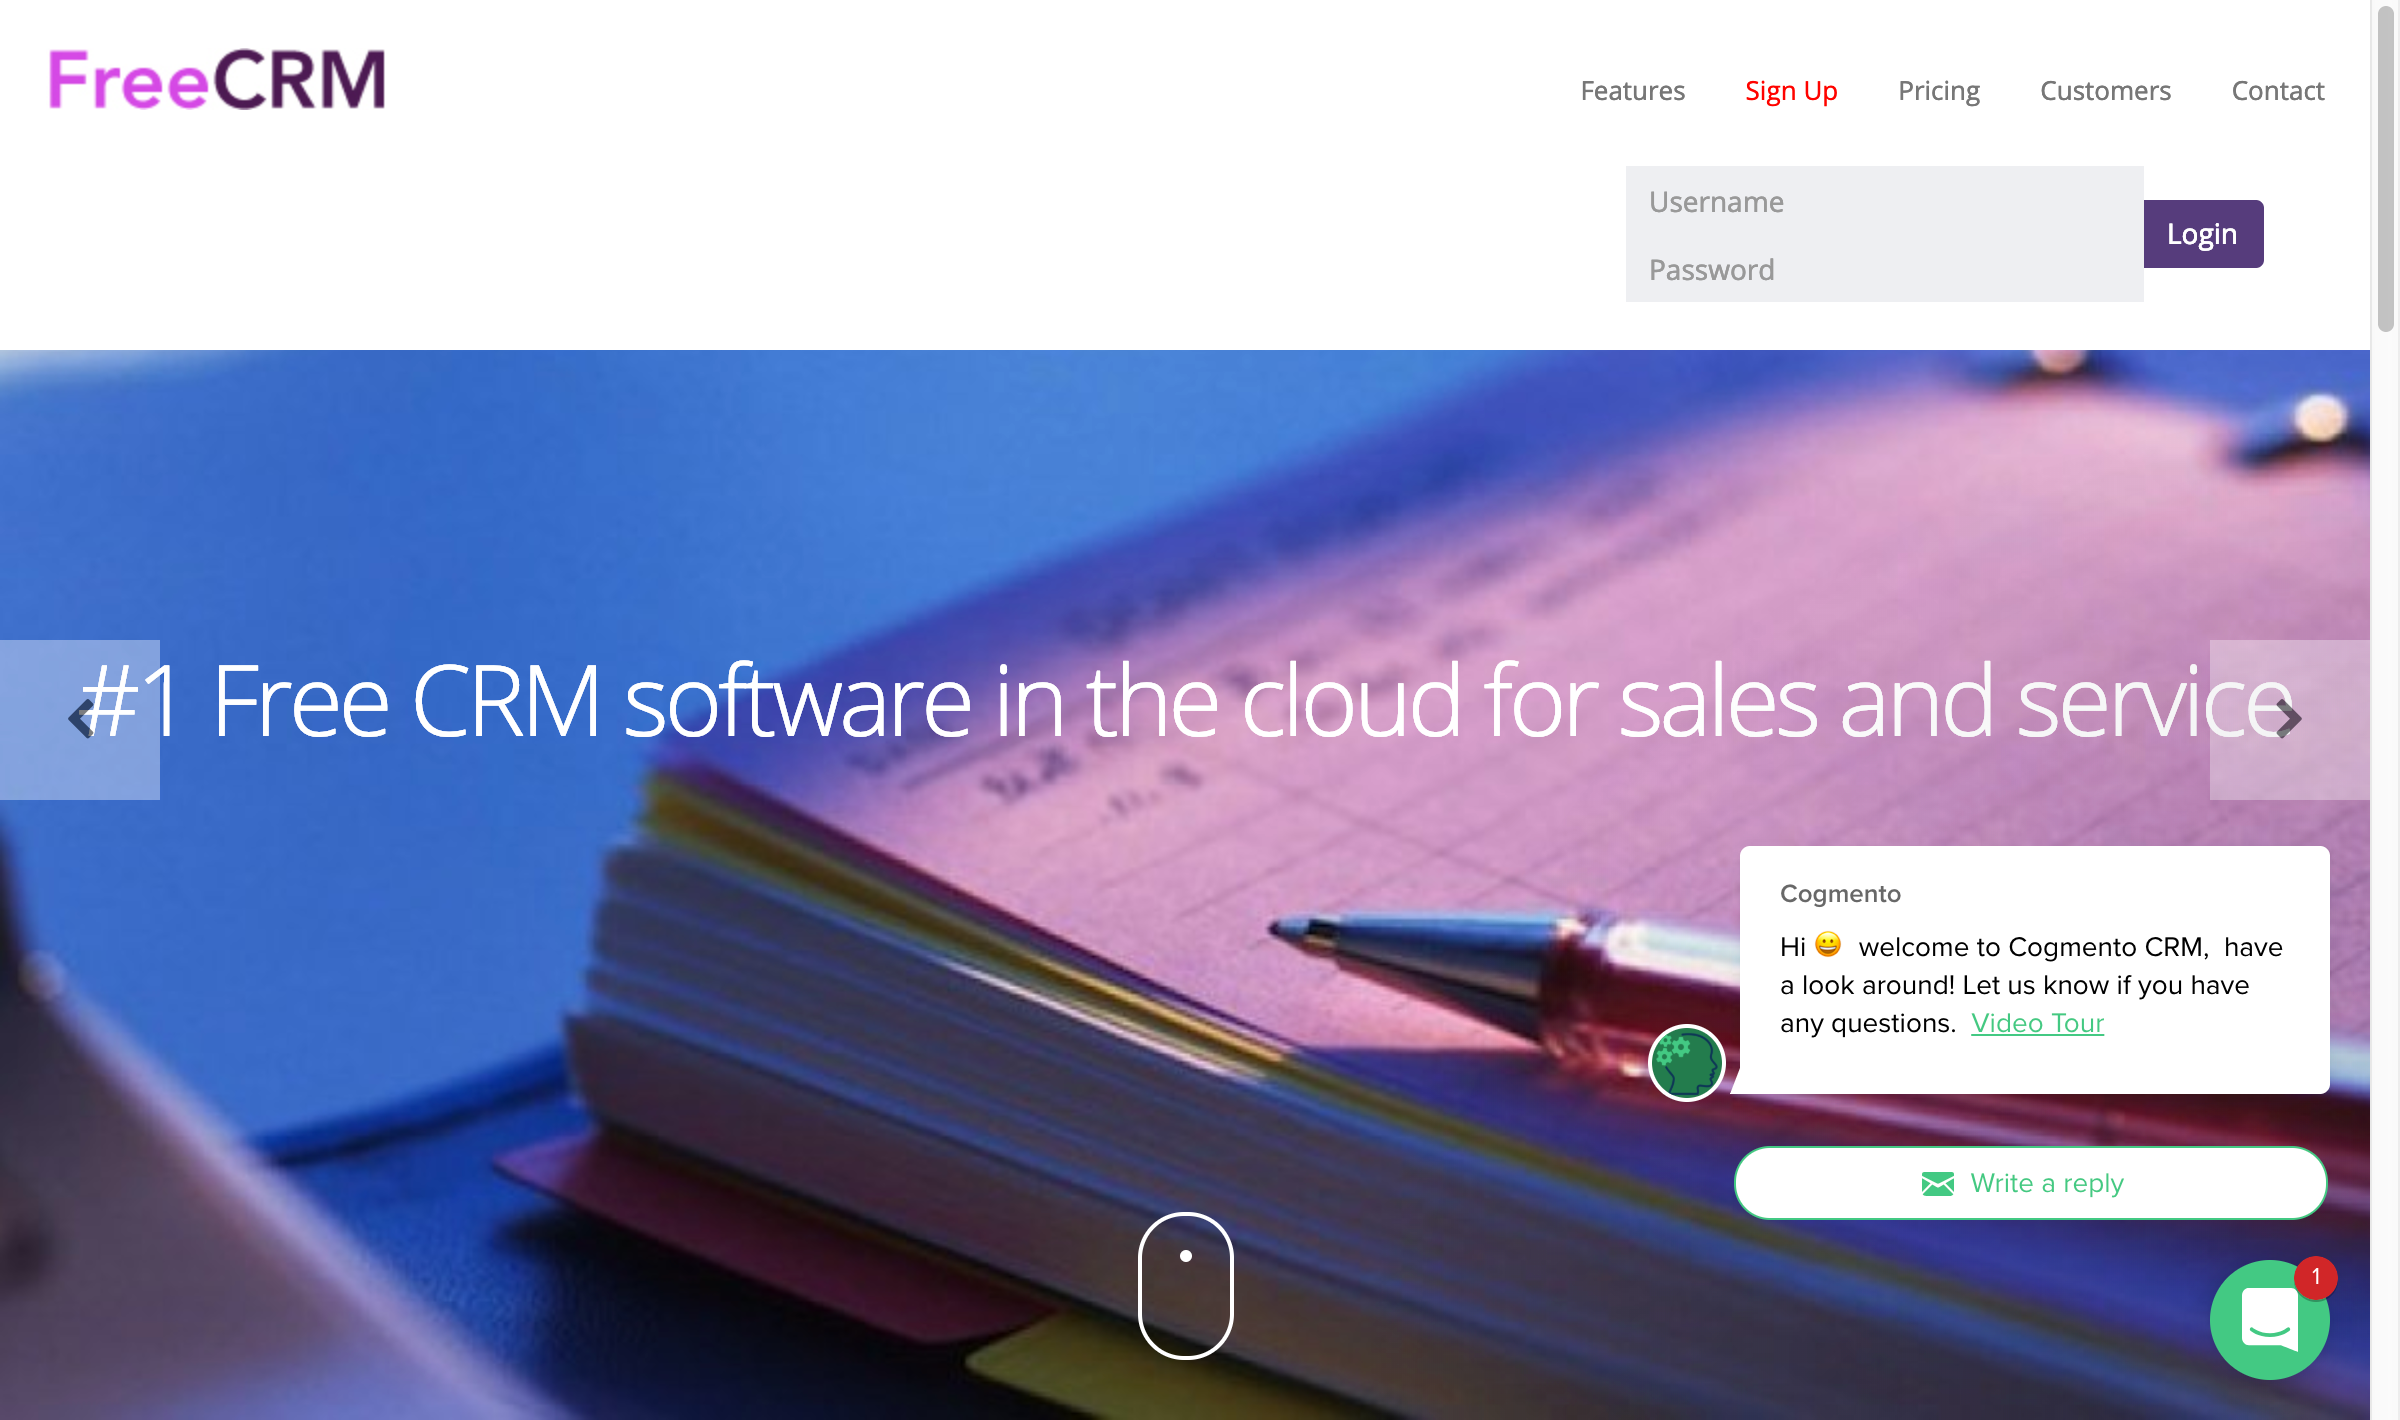 FreeCRM
Features Sign Up Pricing Customers Contact
Username
Login
Password
#1 Free CRM software in the cloud for sales and service
Cogmento
Hi 😀 welcome to Cogmento CRM, have
a look around! Let us know if you have
any questions. Video Tour
Write a reply
1